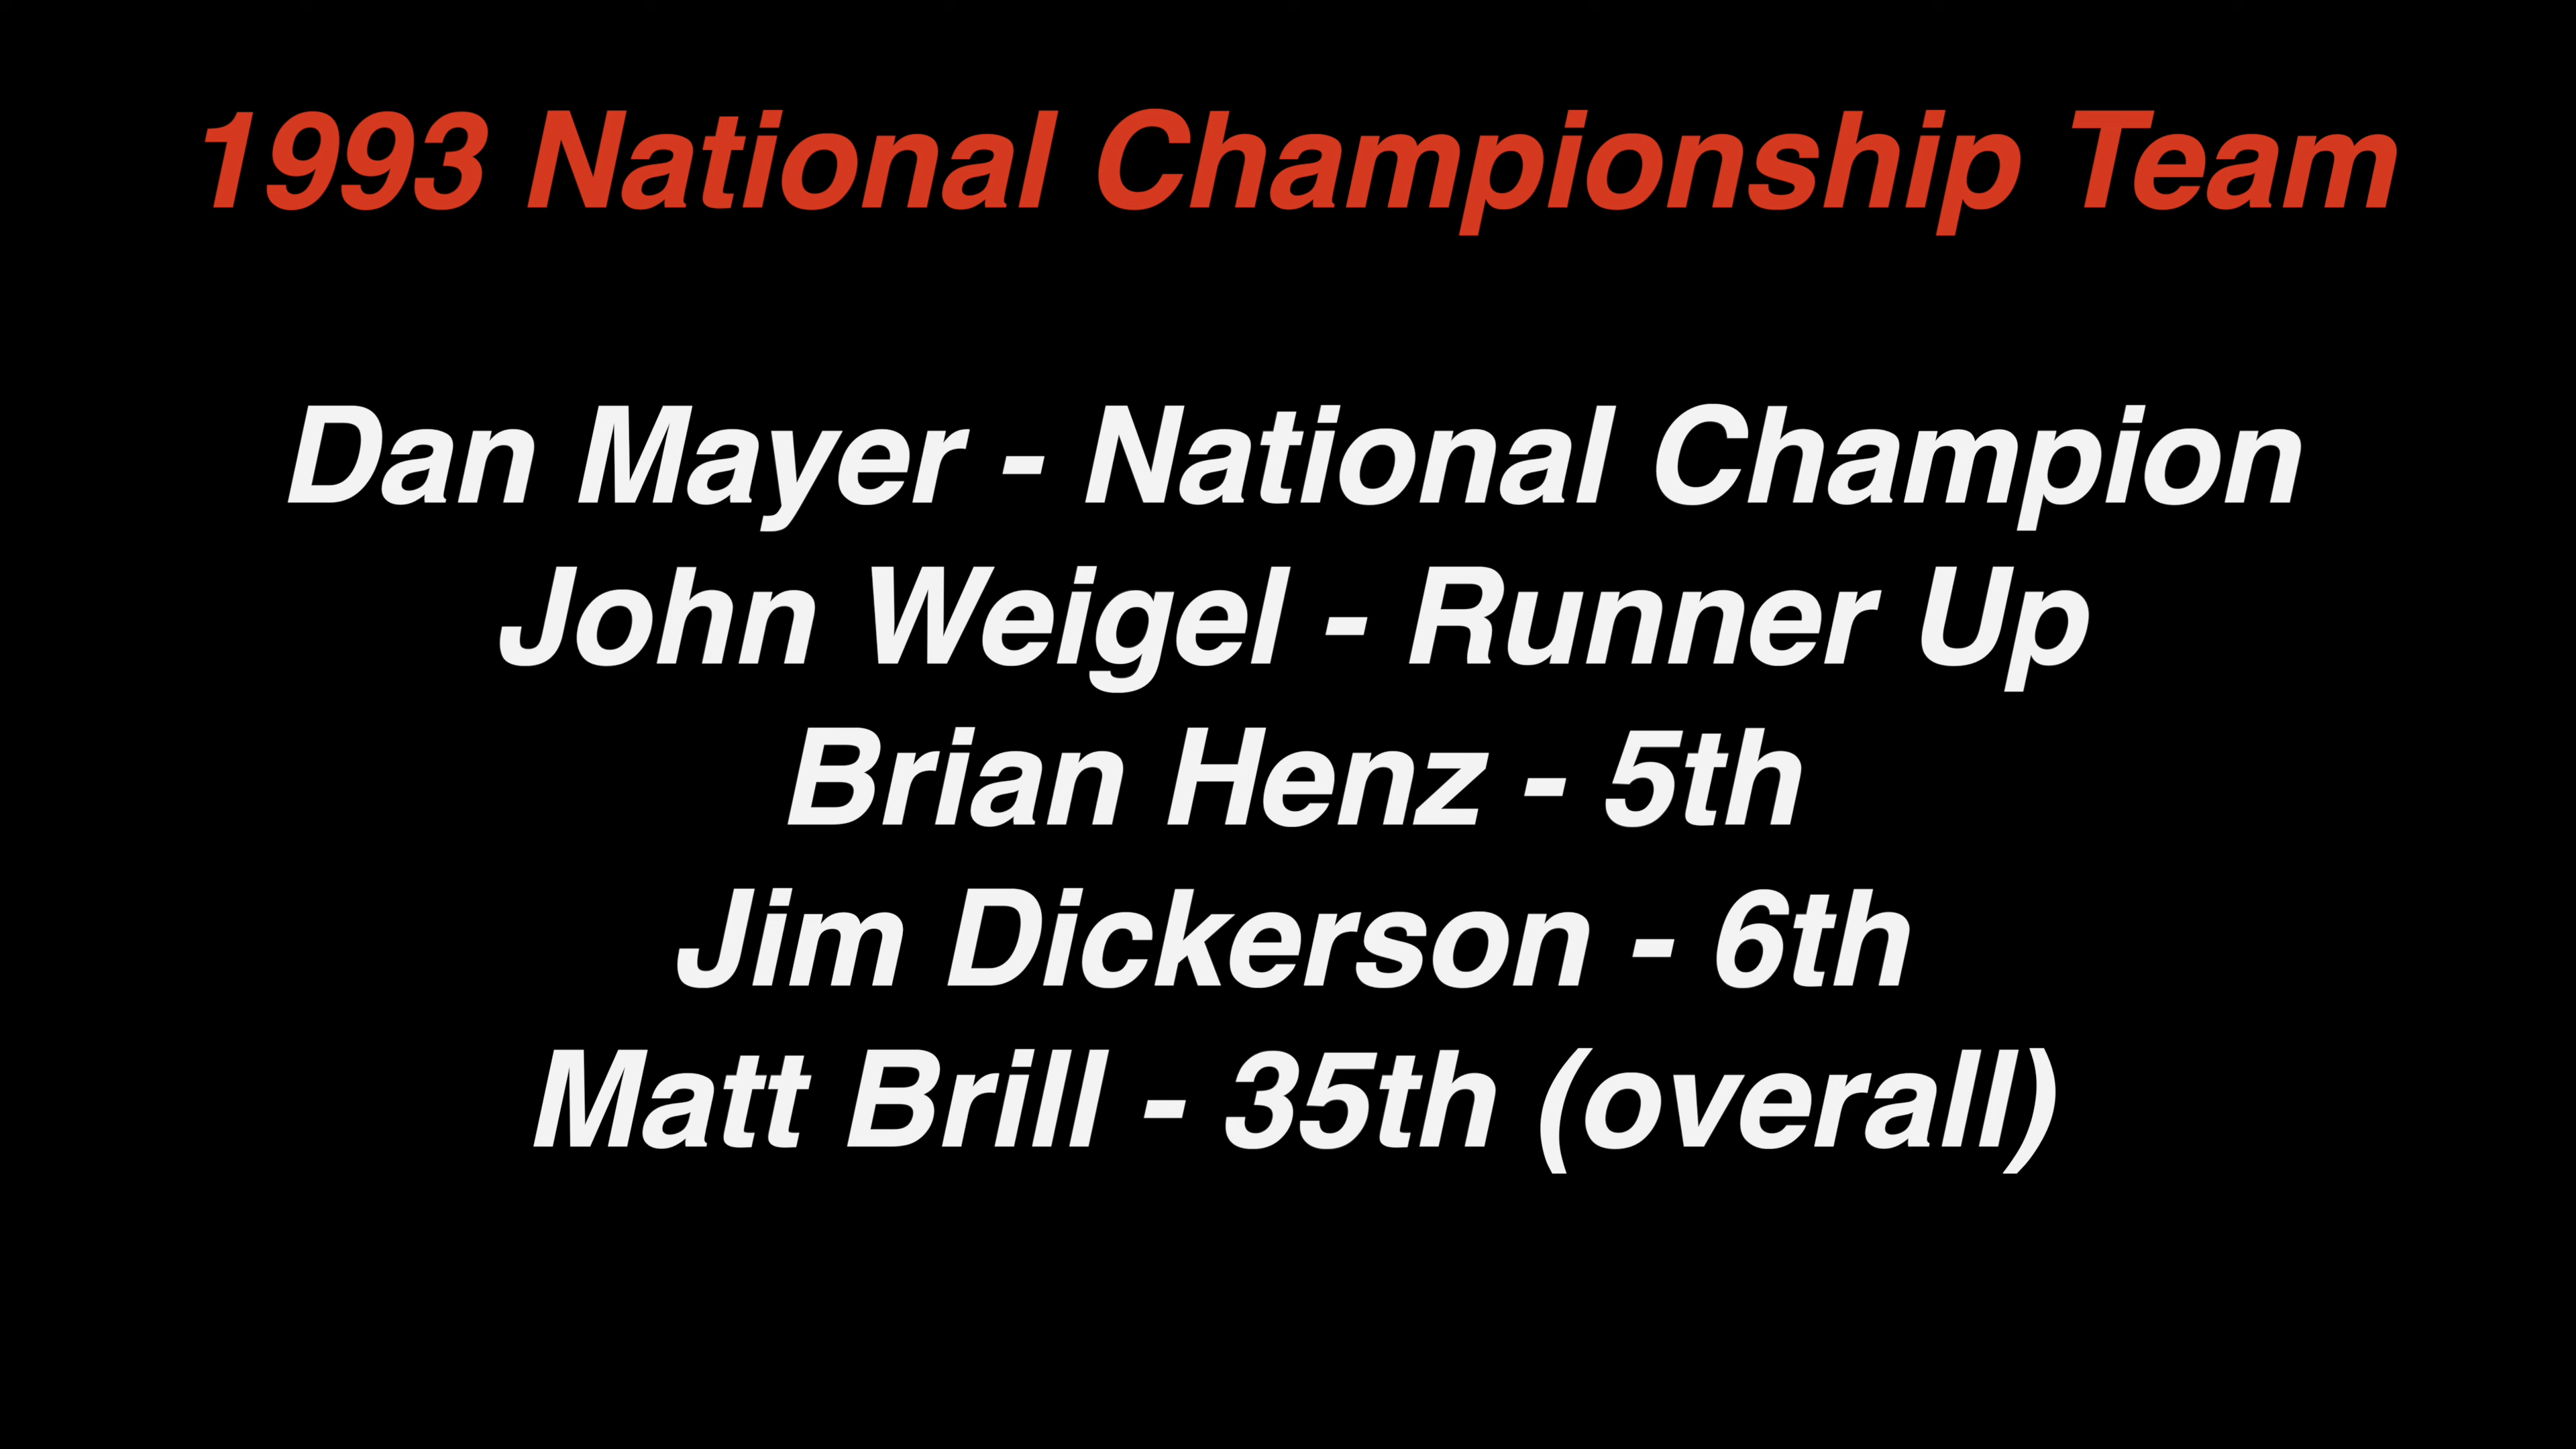 1993 National Championship Team
Dan Mayer - National Champion
John Weigel - Runner Up
Brian Henz - 5th
Jim Dickerson - 6th
Matt Brill - 35th (overall)